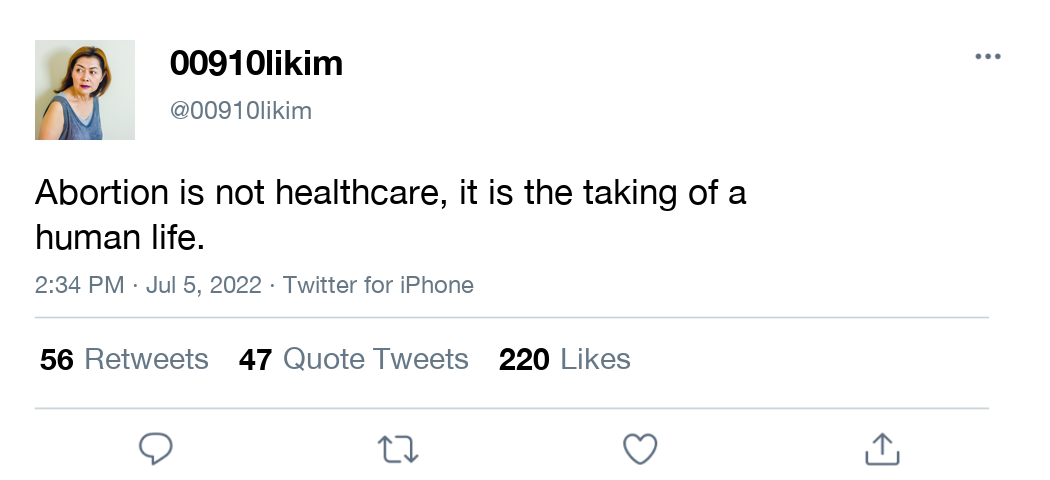 00910likim
@00910likim
Abortion is not healthcare, it is the taking of a
human life.
2:34 PM · Jul 5, 2022 · Twitter for iPhone
56 Retweets 47 Quote Tweets 220 Likes